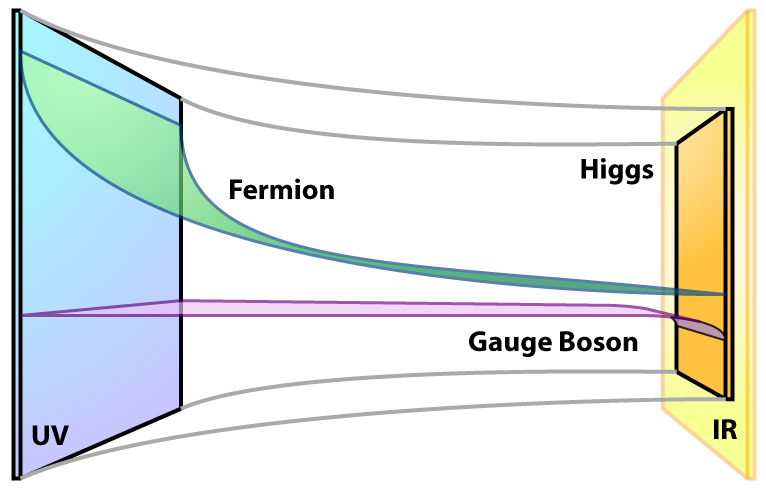 Higgs
Fermion
Gauge Boson
UV
IR